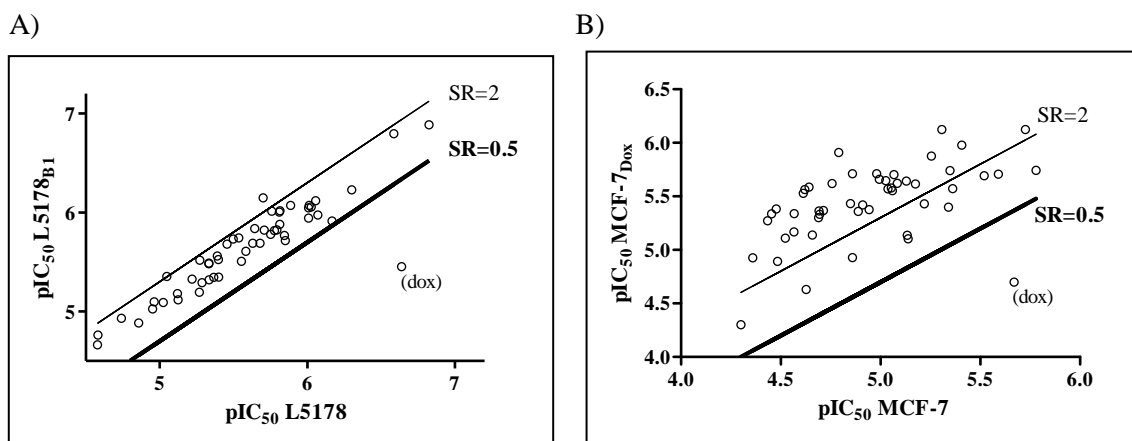 A)
7
6
5
5
6
7
pIC50 L5178B1
pIC50 L5178
SR=2
SR=0.5
(dox)
B)
6.5
6.0
5.5
5.0
4.5
4.0
4.0
4.5
5.0
5.5
6.0
pIC50 MCF-7Dox
pIC50 MCF-7
SR=2
SR=0.5
(dox)